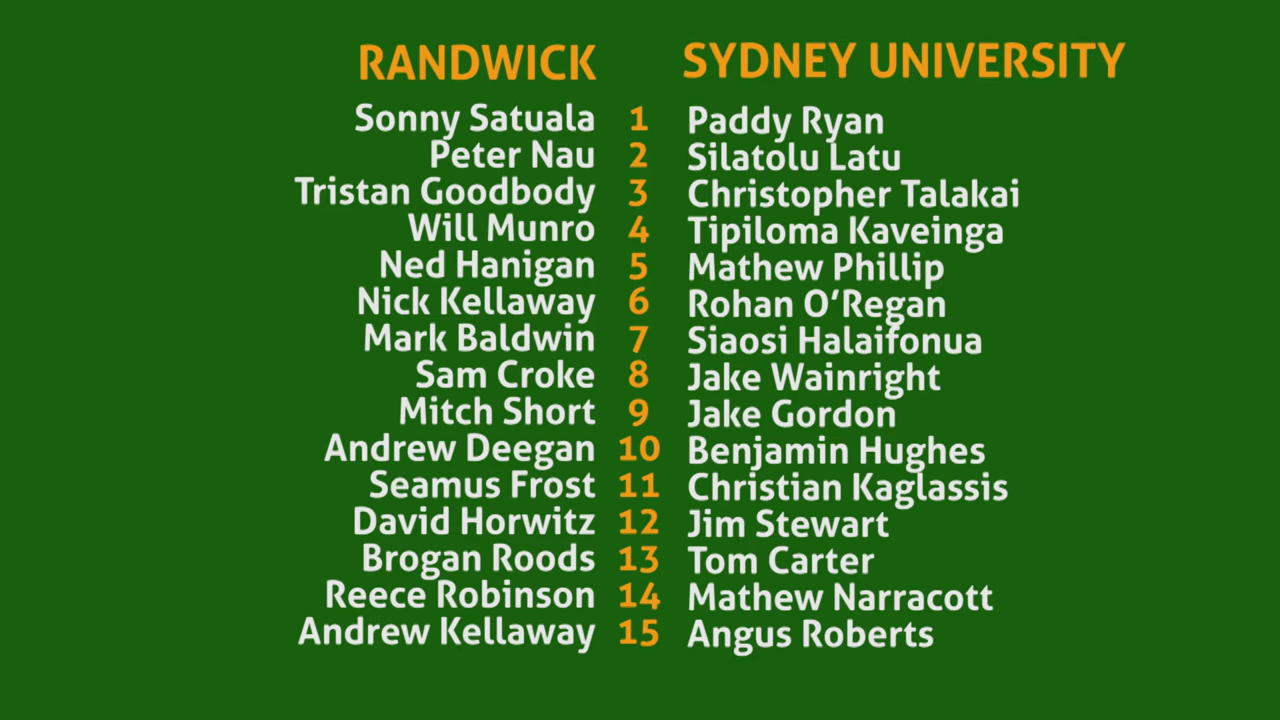 RANDWICK SYDNEY UNIVERSITY
Sonny Satuala 1 Paddy Ryan
Peter Nau 2 Silatolu Latu
Tristan Goodbody 3 Christopher Talakai
Will Munro 4 Tipiloma Kaveinga
Ned Hanigan 5 Mathew Phillip
Nick Kellaway 6 Rohan O'Regan
Mark Baldwin 7 Siaosi Halaifonua
Sam Croke 8 Jake Wainright
Mitch Short 9 Jake Gordon
Andrew Deegan 10 Benjamin Hughes
Seamus Frost 11 Christian Kaglassis
David Horwitz 12 Jim Stewart
Brogan Roods 13 Tom Carter
Reece Robinson 14 Mathew Narracott
Andrew Kellaway 15 Angus Roberts